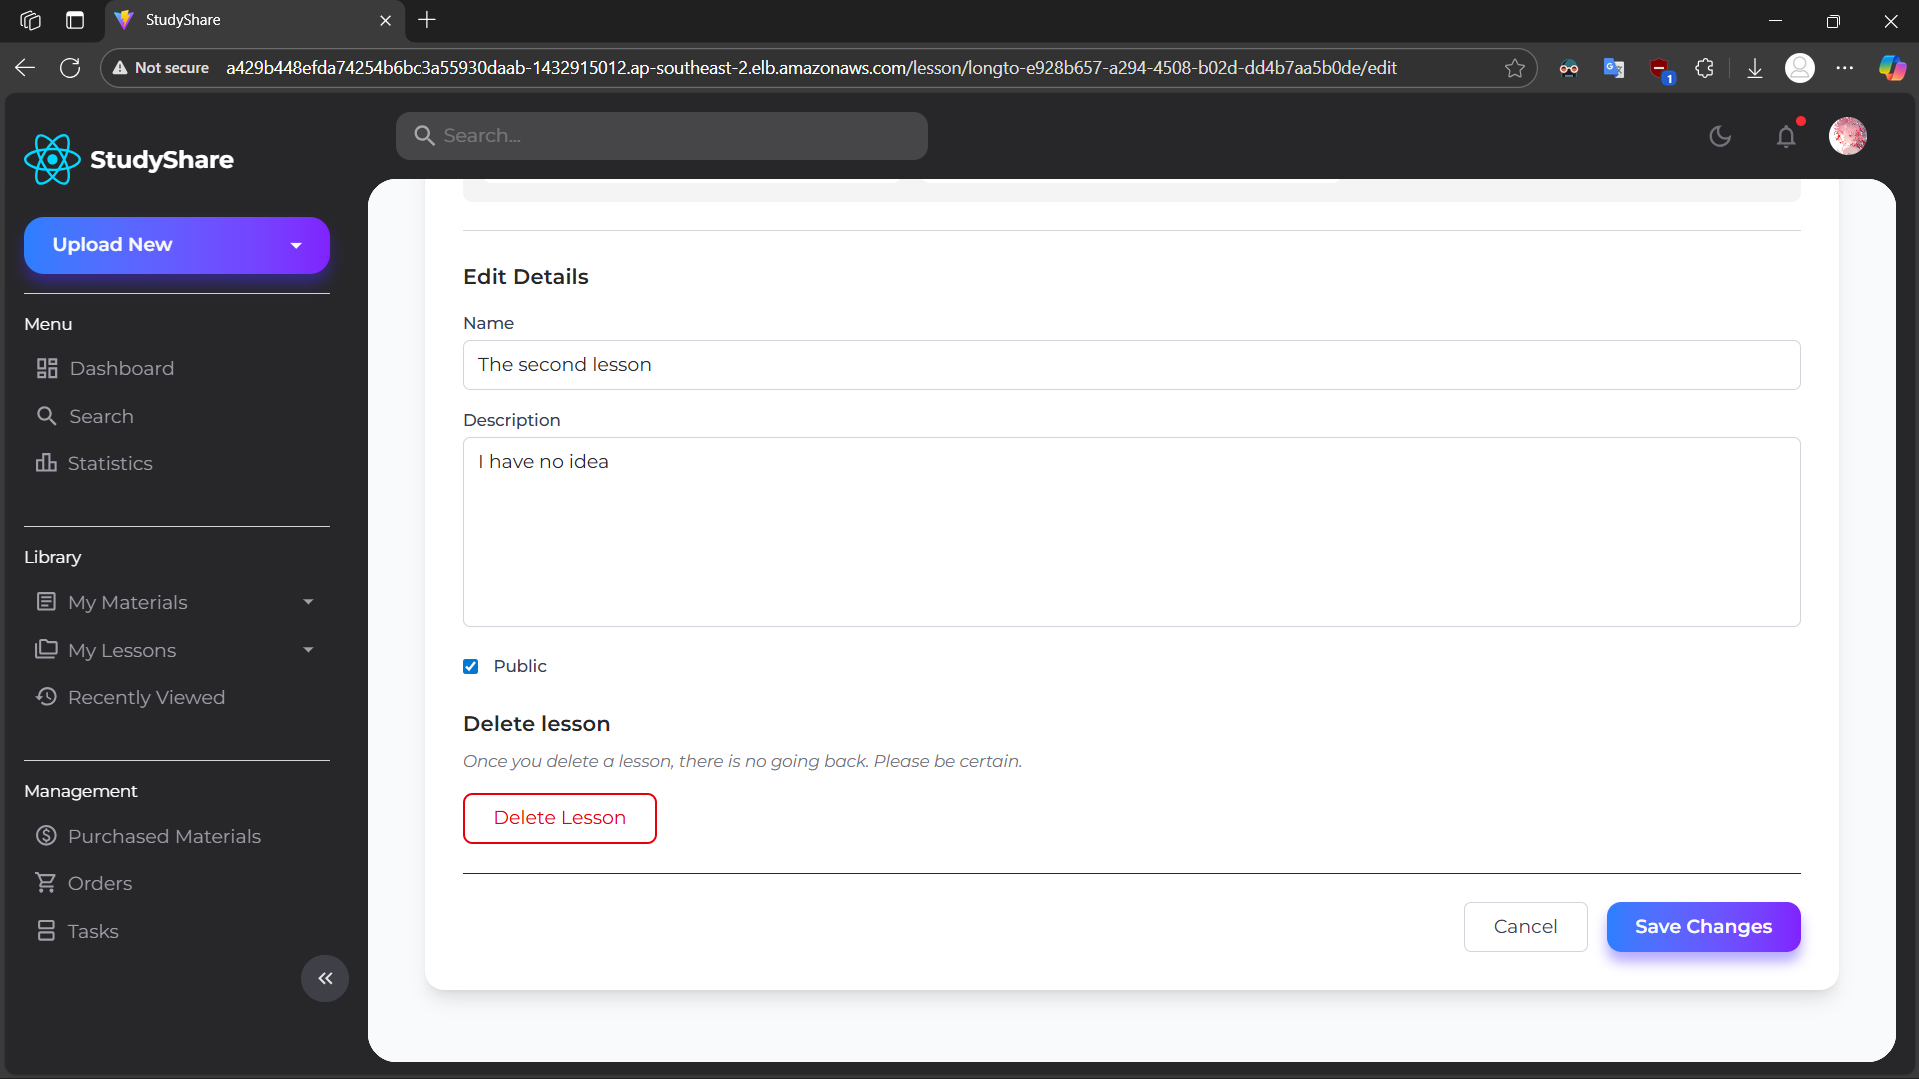 StudyShare
Not secure a429b448efda74254b6bc3a55930daab-1432915012.ap-southeast-2.elb.amazonaws.com/lesson/longto-e928b657-a294-4508-b02d-dd4b7aa5b0de/edit
1
StudyShare
Search...
Upload New
Menu
Dashboard
Search
Statistics
Library
My Materials
My Lessons
Recently Viewed
Management
Purchased Materials
Orders
Tasks
Edit Details
Name
The second lesson
Description
I have no idea
Public
Delete lesson
Once you delete a lesson, there is no going back. Please be certain.
Delete Lesson
Cancel
Save Changes